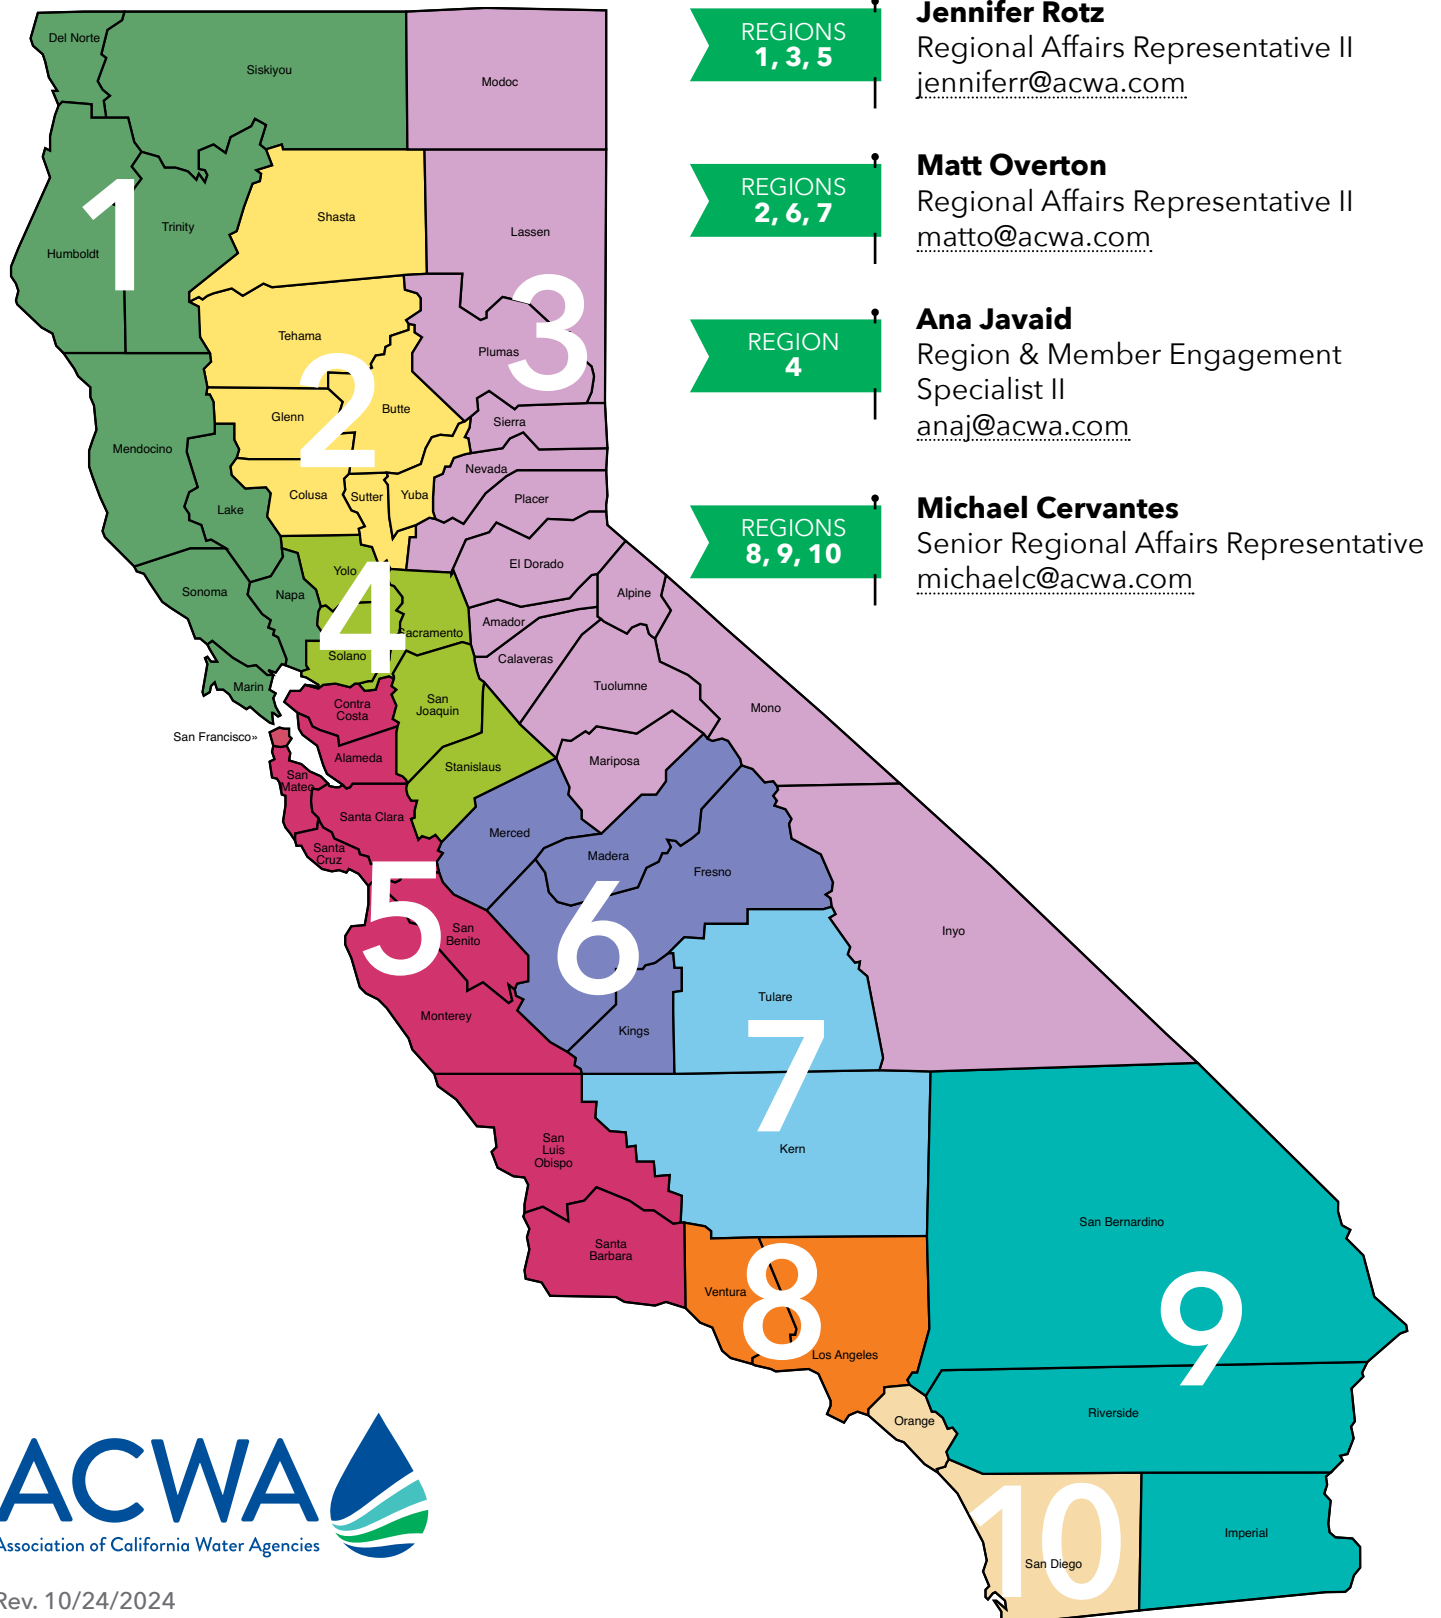 Jennifer Rotz
REGIONS
1, 3, 5
Regional Affairs Representative II
jenniferr@acwa.com
Matt Overton
REGIONS
2, 6, 7
Regional Affairs Representative II
matto@acwa.com
Ana Javaid
REGION
4
Region & Member Engagement
Specialist II
anaj@acwa.com
Michael Cervantes
REGIONS
8, 9, 10
Senior Regional Affairs Representative
michaelc@acwa.com
Del Norte
Siskiyou
Modoc
1
Humboldt
Trinity
Shasta
Lassen
3
Tehama
Plumas
2
Glenn
Butte
Sierra
Mendocino
Nevada
Colusa
Sutter
Yuba
Placer
Lake
4
Yolo
El Dorado
Sonoma
Napa
Alpine
Amador
Sacramento
Solano
Calaveras
Marin
Tuolumne
Contra
Costa
San
Joaquin
Mono
San Francisco»
Alameda
Mariposa
Stanislaus
San
Mateo
Santa Clara
Merced
Santa
Cruz
Madera
Fresno
5
6
San
Benito
Inyo
Tulare
Monterey
Kings
7
San
Luis
Obispo
Kern
San Bernardino
Santa
Barbara
8
Ventura
9
Los Angeles
Orange
Riverside
10
Imperial
San Diego
ACWA
Association of California Water Agencies
Rev. 10/24/2024